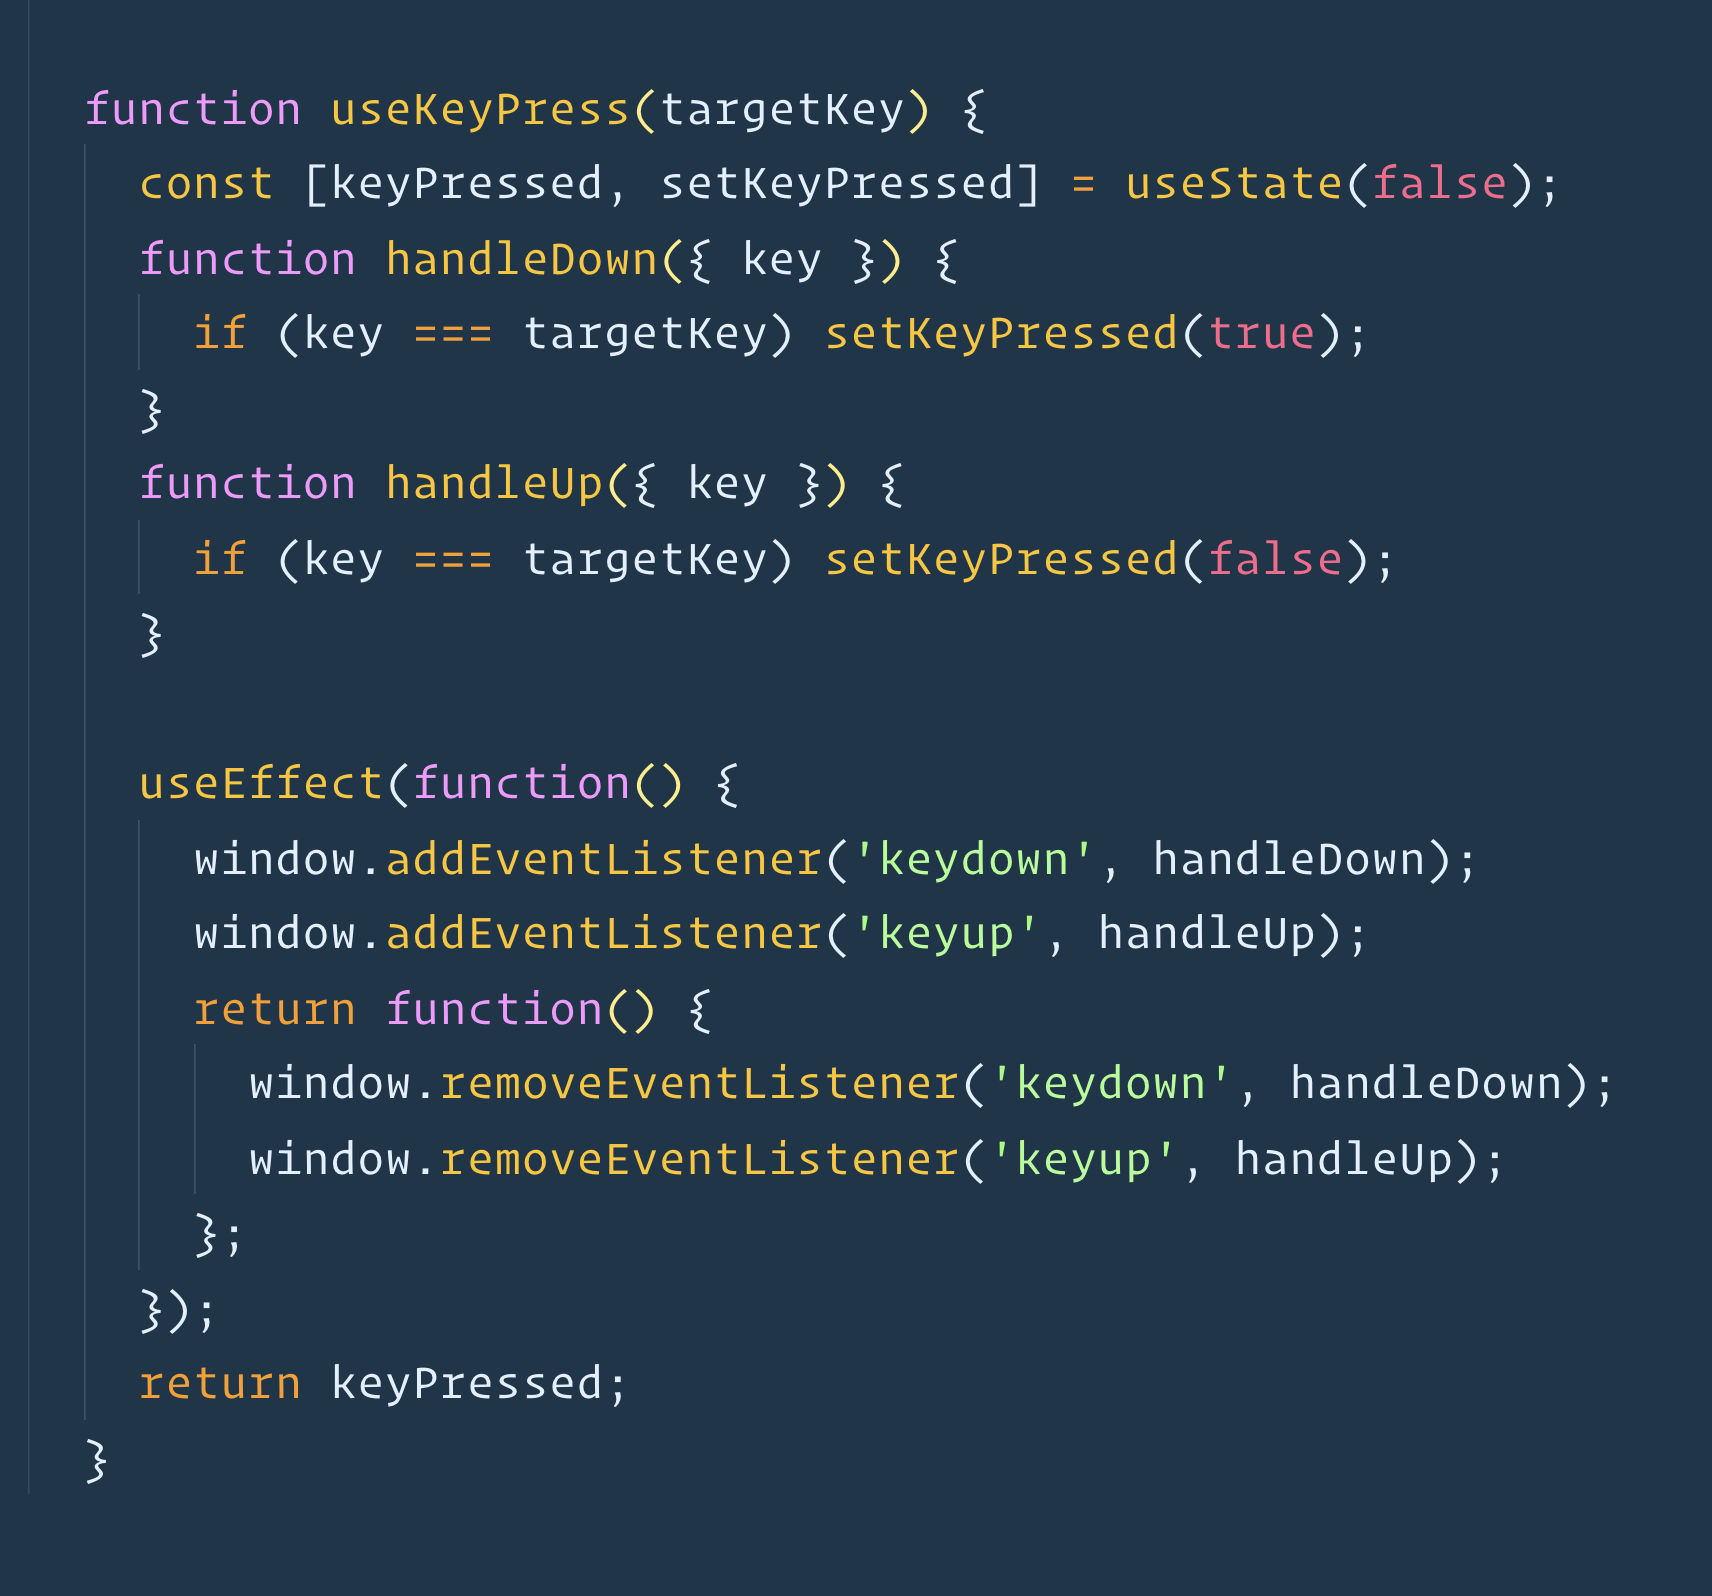 function useKeyPress(targetKey) {
  const [keyPressed, setKeyPressed] = useState(false);
  function handleDown({ key }) {
    if (key === targetKey) setKeyPressed(true);
  }
  function handleUp({ key }) {
    if (key === targetKey) setKeyPressed(false);
  }

  useEffect(function() {
    window.addEventListener('keydown', handleDown);
    window.addEventListener('keyup', handleUp);
    return function() {
      window.removeEventListener('keydown', handleDown);
      window.removeEventListener('keyup', handleUp);
    };
  });
  return keyPressed;
}